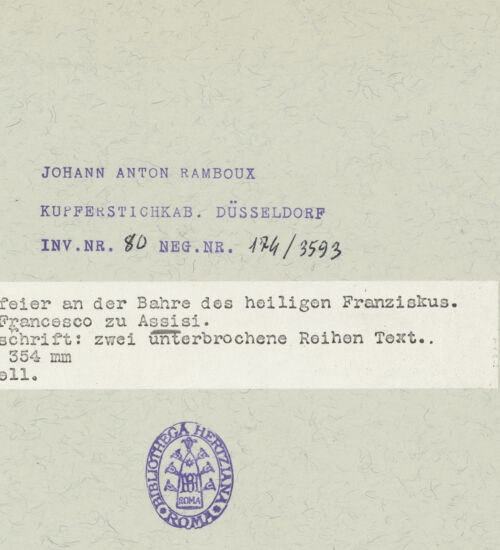 JOHANN ANTON RAMBOUX
KUPFERSTICHKAB. DÜSSELDORF
INV.NR. 80 NEG.NR. 174/3593
feier an der Bahre des heiligen Franziskus.
Francesco zu Assisi.
schrift: zwei unterbrochene Reihen Text..
354 mm
ell.
BIBLIOTHECA HERTZIANA
ROMA
· ROMA ·